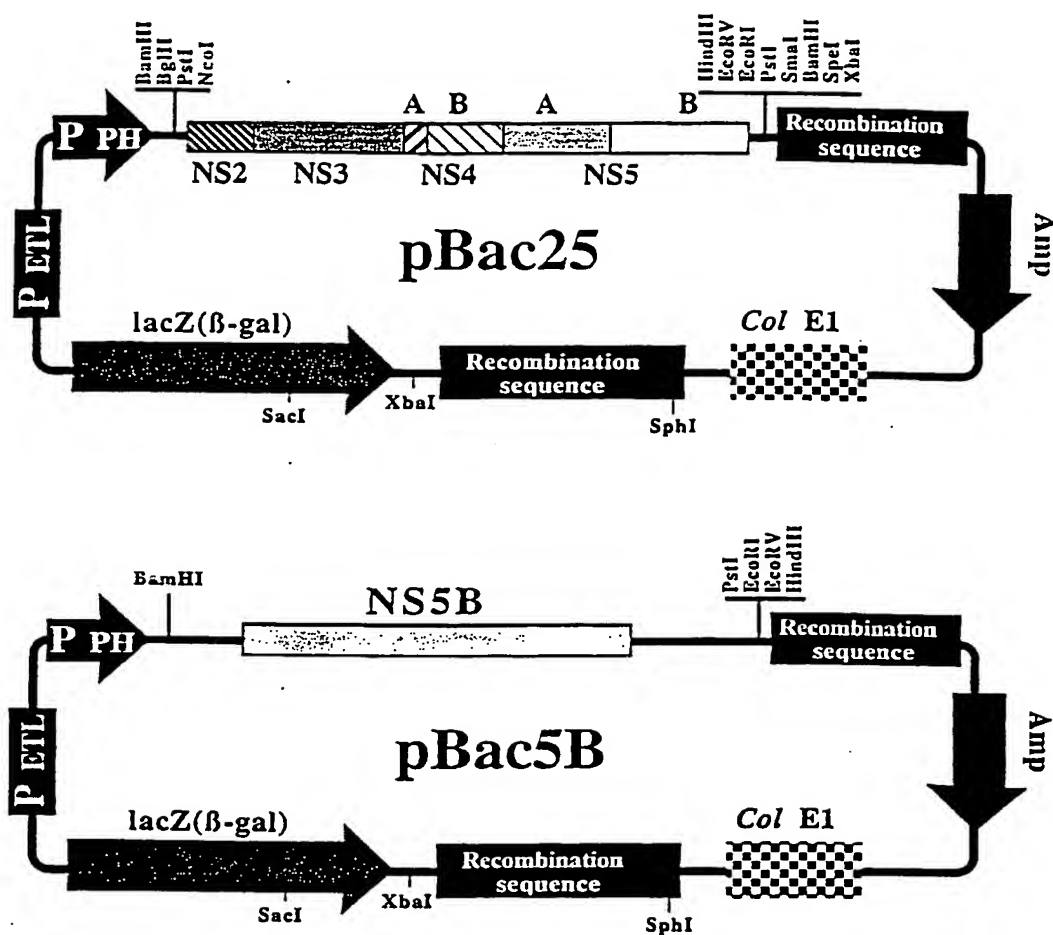 BamHI
BglII
PstI
NcoI
HindIII
EcoRV
EcoRI
PstI
SmaI
BamHI
SpeI
XbaI
P PH
A
B
A
B
Recombination
sequence
NS2
NS3
NS4
NS5
P ETL
pBac25
Amp
lacZ(ß-gal)
Col E1
Recombination
sequence
SacI
XbaI
SphI
BamHI
PstI
EcoRI
EcoRV
HindIII
NS5B
P PH
Recombination
sequence
P ETL
pBac5B
Amp
lacZ(ß-gal)
Col E1
Recombination
sequence
SacI
XbaI
SphI